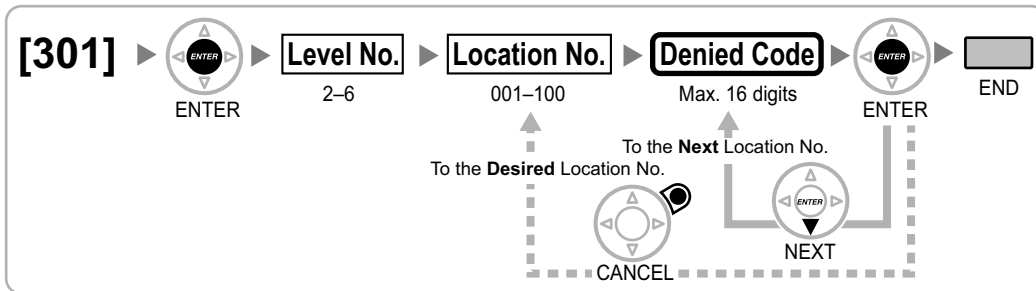 [301]
ENTER
ENTER
Level No.
2–6
Location No.
001–100
Denied Code
Max. 16 digits
ENTER
ENTER
END
To the Next Location No.
To the Desired Location No.
ENTER
NEXT
CANCEL